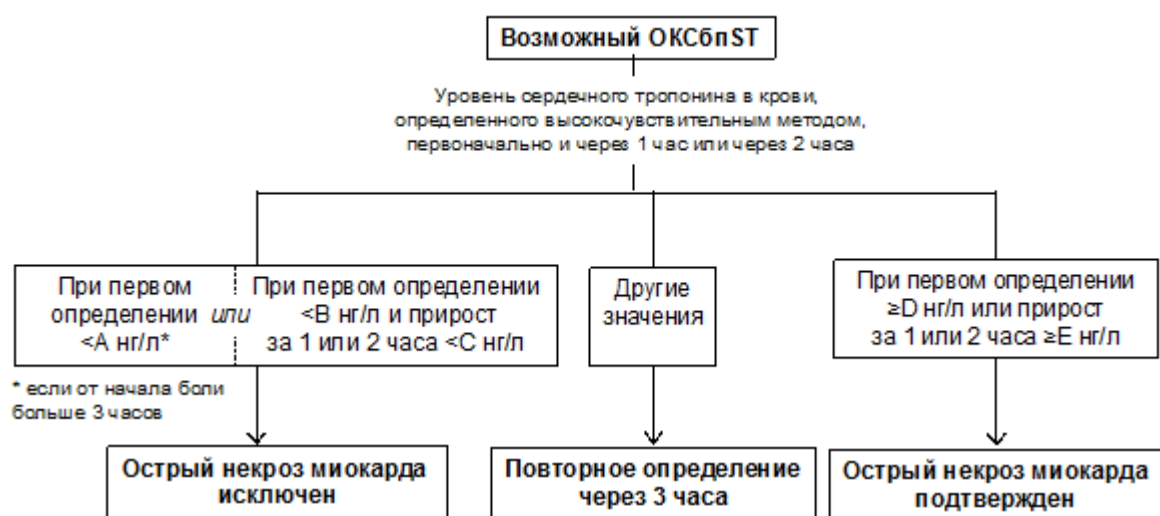 Возможный ОКСбпST
Уровень сердечного тропонина в крови,
определенного высокочувствительным методом,
первоначально и через 1 час или через 2 часа
При первом
определении или
<A нг/л*
При первом определении
<B нг/л и прирост
за 1 или 2 часа <C нг/л
Другие
значения
При первом определении
≥D нг/л или прирост
за 1 или 2 часа ≥E нг/л
* если от начала боли
больше 3 часов
Острый некроз миокарда
исключен
Повторное определение
через 3 часа
Острый некроз миокарда
подтвержден